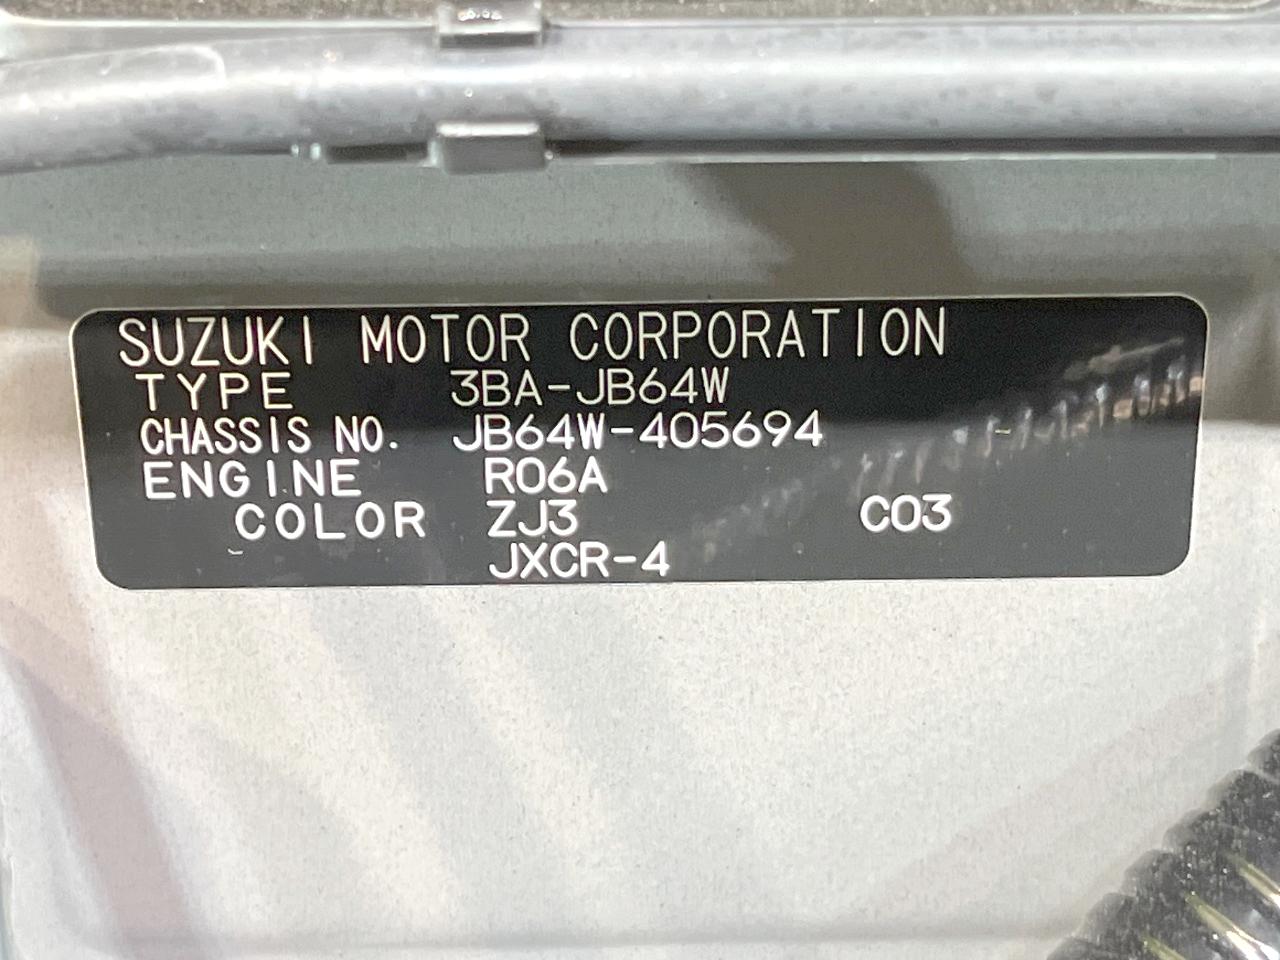 SUZUKI MOTOR CORPORATION
TYPE 3BA-JB64W
CHASSIS NO. JB64W-405694
ENGINE R06A
COLOR ZJ3 C03
JXCR-4